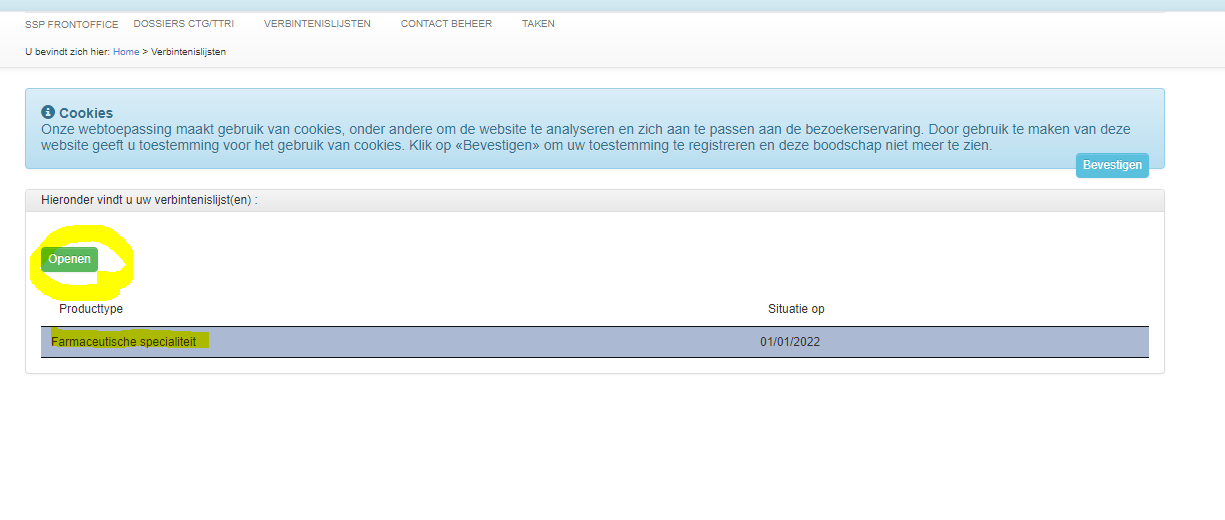 SSP FRONTOFFICE DOSSIERS CTG/TTRI VERBINTENISLIJSTEN CONTACT BEHEER TAKEN
U bevindt zich hier: Home > Verbintenislijsten
Cookies
Onze webtoepassing maakt gebruik van cookies, onder andere om de website te analyseren en zich aan te passen aan de bezoekerservaring. Door gebruik te maken van deze
website geeft u toestemming voor het gebruik van cookies. Klik op «Bevestigen» om uw toestemming te registreren en deze boodschap niet meer te zien.
Bevestigen
Hieronder vindt u uw verbintenislijst(en) :
Openen
Producttype Situatie op
Farmaceutische specialiteit 01/01/2022